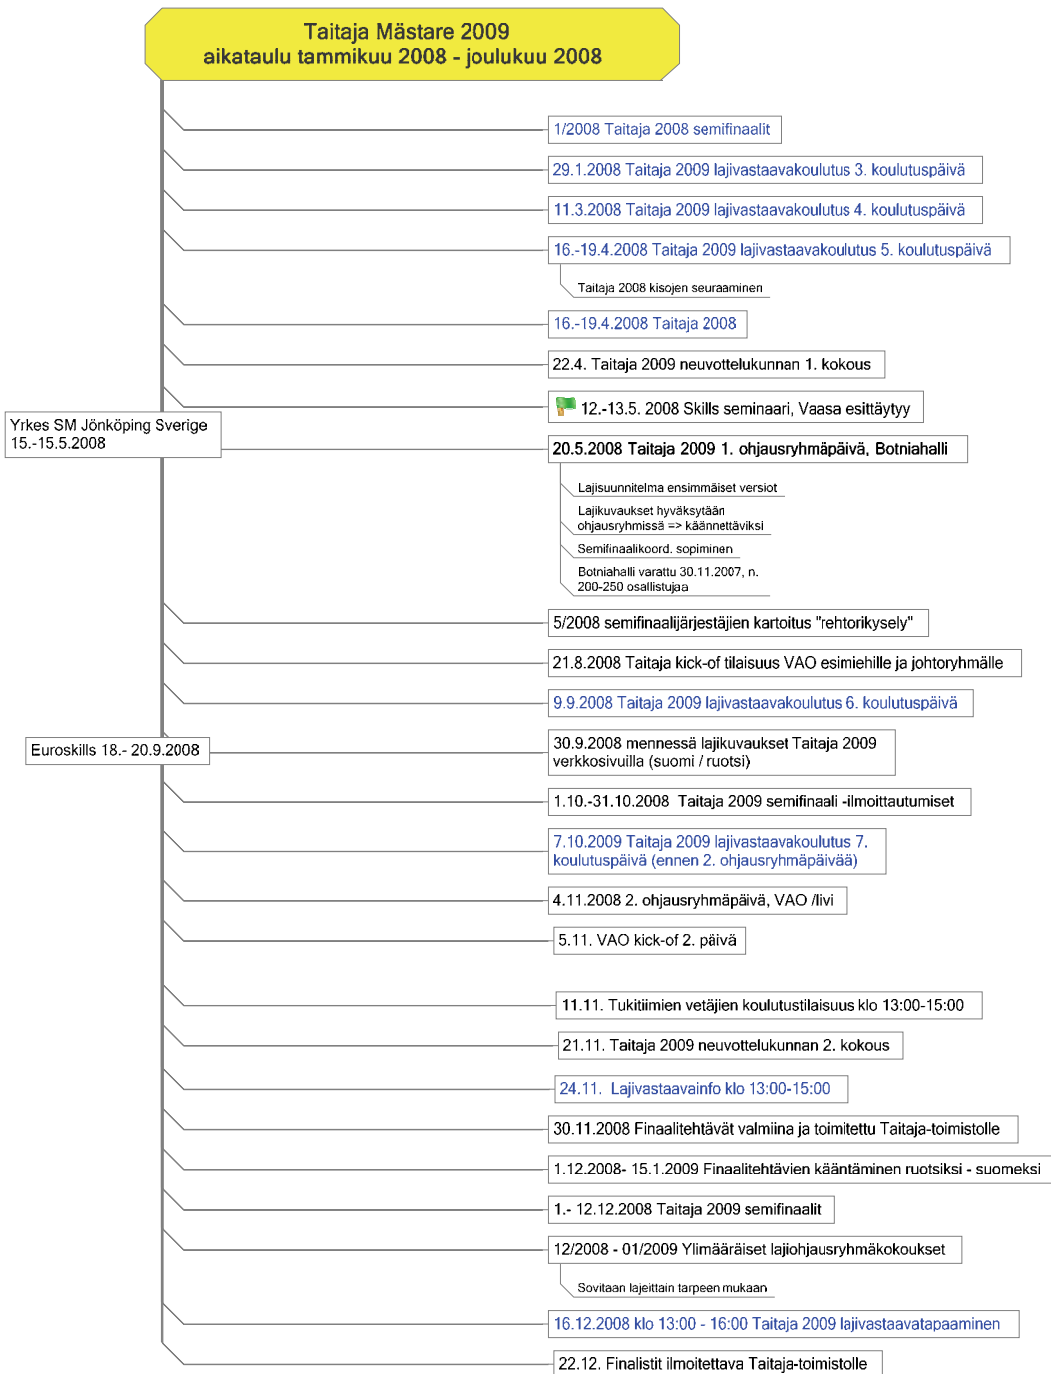 Taitaja Mästare 2009
aikataulu tammikuu 2008 - joulukuu 2008
1/2008 Taitaja 2008 semifinaalit
29.1.2008 Taitaja 2009 lajivastaavakoulutus 3. koulutuspäivä
11.3.2008 Taitaja 2009 lajivastaavakoulutus 4. koulutuspäivä
16.-19.4.2008 Taitaja 2009 lajivastaavakoulutus 5. koulutuspäivä
Taitaja 2008 kisojen seuraaminen
16.-19.4.2008 Taitaja 2008
22.4. Taitaja 2009 neuvottelukunnan 1. kokous
12.-13.5. 2008 Skills seminaari, Vaasa esittäytyy
Yrkes SM Jönköping Sverige
15.-15.5.2008
20.5.2008 Taitaja 2009 1. ohjausryhmäpäivä, Botniahalli
Lajisuunnitelma ensimmäiset versiot
Lajikuvaukset hyväksytään
ohjausryhmissä => käännettäviksi
Semifinaalikoord. sopiminen
Botniahalli varattu 30.11.2007, n.
200-250 osallistujaa
5/2008 semifinaalijärjestäjien kartoitus "rehtorikysely"
21.8.2008 Taitaja kick-of tilaisuus VAO esimiehille ja johtoryhmälle
9.9.2008 Taitaja 2009 lajivastaavakoulutus 6. koulutuspäivä
Euroskills 18.- 20.9.2008
30.9.2008 mennessä lajikuvaukset Taitaja 2009
verkkosivuilla (suomi / ruotsi)
1.10.-31.10.2008 Taitaja 2009 semifinaali -ilmoittautumiset
7.10.2009 Taitaja 2009 lajivastaavakoulutus 7.
koulutuspäivä (ennen 2. ohjausryhmäpäivää)
4.11.2008 2. ohjausryhmäpäivä, VAO /livi
5.11. VAO kick-of 2. päivä
11.11. Tukitiimien vetäjien koulutustilaisuus klo 13:00-15:00
21.11. Taitaja 2009 neuvottelukunnan 2. kokous
24.11. Lajivastaavainfo klo 13:00-15:00
30.11.2008 Finaalitehtävät valmiina ja toimitettu Taitaja-toimistolle
1.12.2008- 15.1.2009 Finaalitehtävien kääntäminen ruotsiksi - suomeksi
1.- 12.12.2008 Taitaja 2009 semifinaalit
12/2008 - 01/2009 Ylimääräiset lajiohjausryhmäkokoukset
Sovitaan lajeittain tarpeen mukaan
16.12.2008 klo 13:00 - 16:00 Taitaja 2009 lajivastaavatapaaminen
22.12. Finalistit ilmoitettava Taitaja-toimistolle